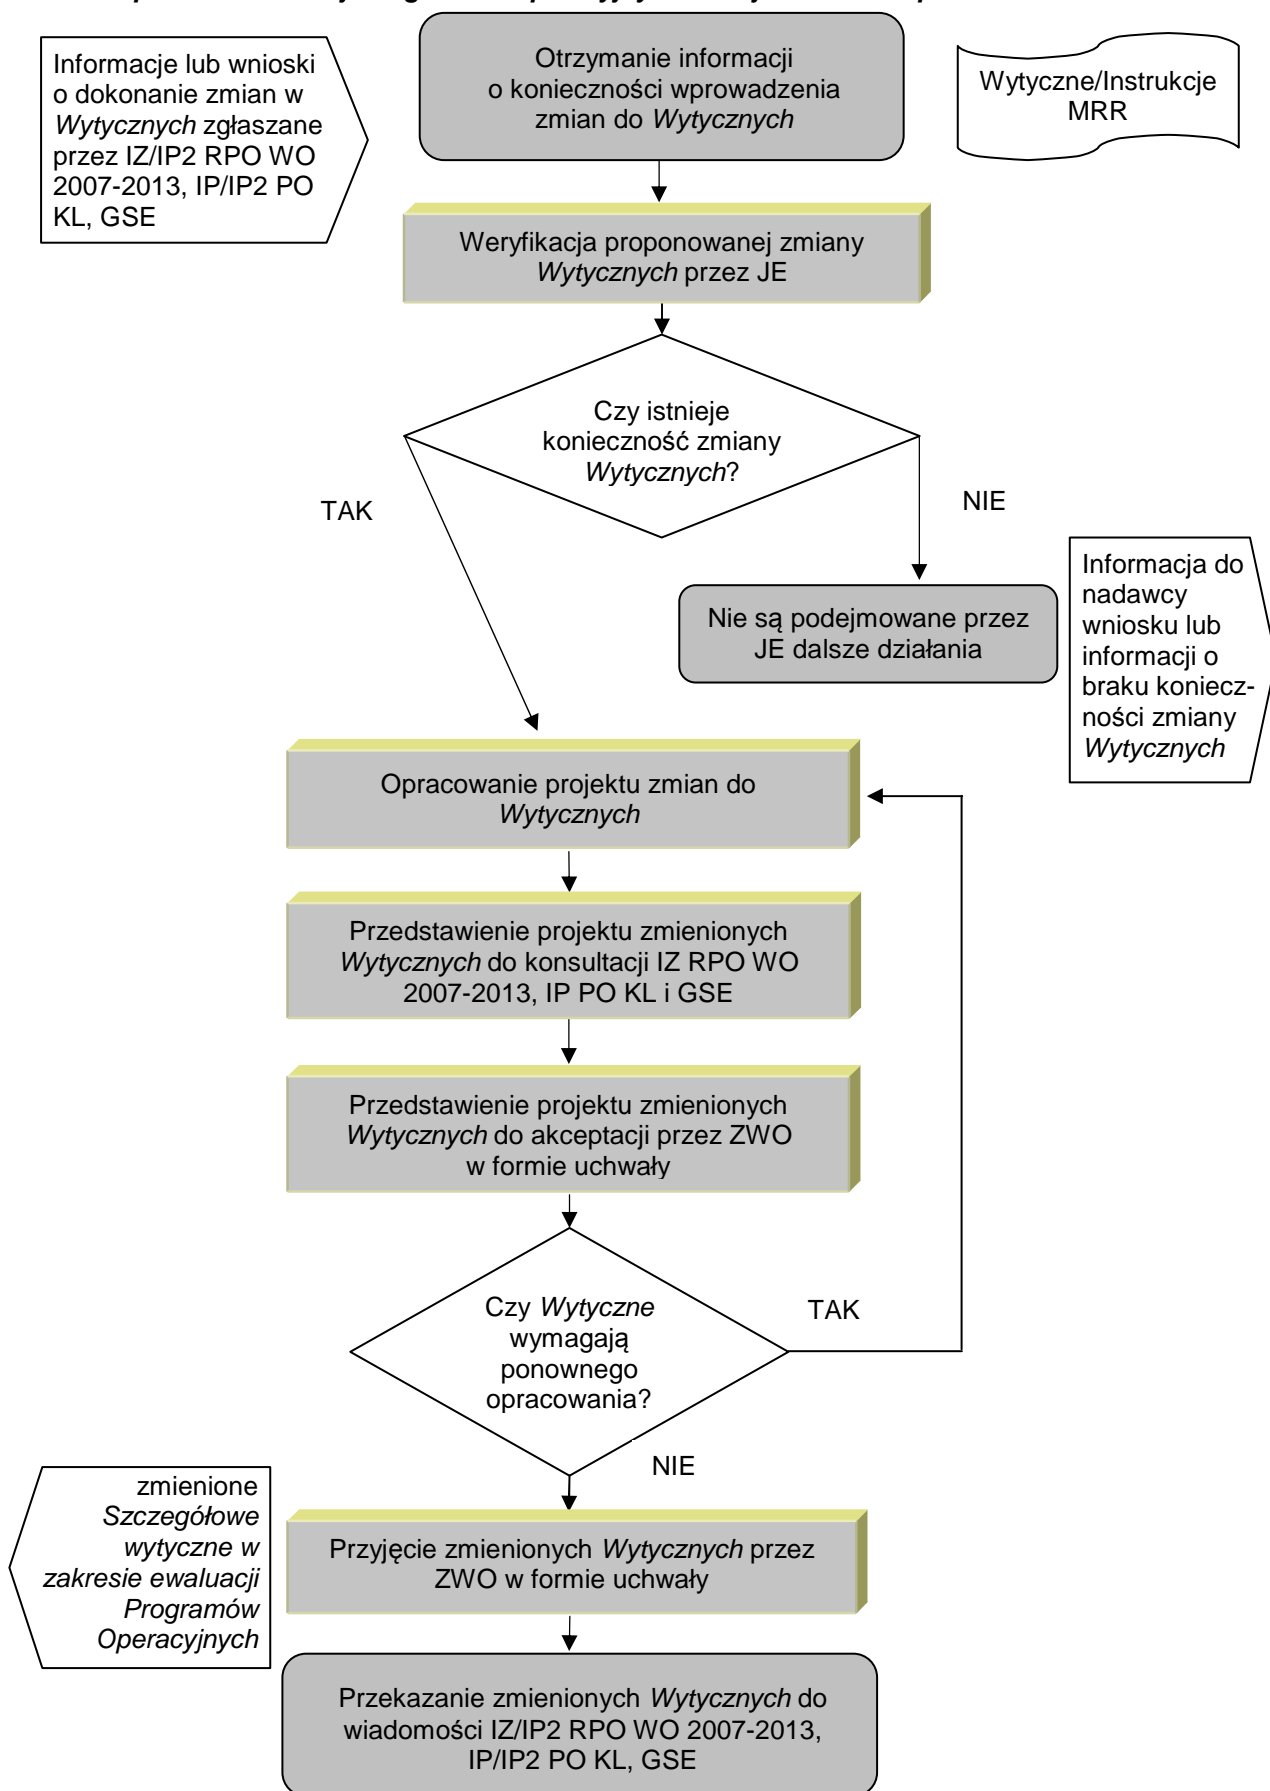 Informacje lub wnioski
o dokonanie zmian w
Wytycznych zgłaszane
przez IZ/IP2 RPO WO
2007-2013, IP/IP2 PO
KL, GSE
Otrzymanie informacji
o konieczności wprowadzenia
zmian do Wytycznych
Wytyczne/Instrukcje
MRR
Weryfikacja proponowanej zmiany
Wytycznych przez JE
Czy istnieje
konieczność zmiany
Wytycznych?
TAK
NIE
Nie są podejmowane przez
JE dalsze działania
Informacja do
nadawcy
wniosku lub
informacji o
braku koniecz-
ności zmiany
Wytycznych
Opracowanie projektu zmian do
Wytycznych
Przedstawienie projektu zmienionych
Wytycznych do konsultacji IZ RPO WO
2007-2013, IP PO KL i GSE
Przedstawienie projektu zmienionych
Wytycznych do akceptacji przez ZWO
w formie uchwały
Czy Wytyczne
wymagają
ponownego
opracowania?
TAK
NIE
zmienione
Szczegółowe
wytyczne w
zakresie ewaluacji
Programów
Operacyjnych
Przyjęcie zmienionych Wytycznych przez
ZWO w formie uchwały
Przekazanie zmienionych Wytycznych do
wiadomości IZ/IP2 RPO WO 2007-2013,
IP/IP2 PO KL, GSE